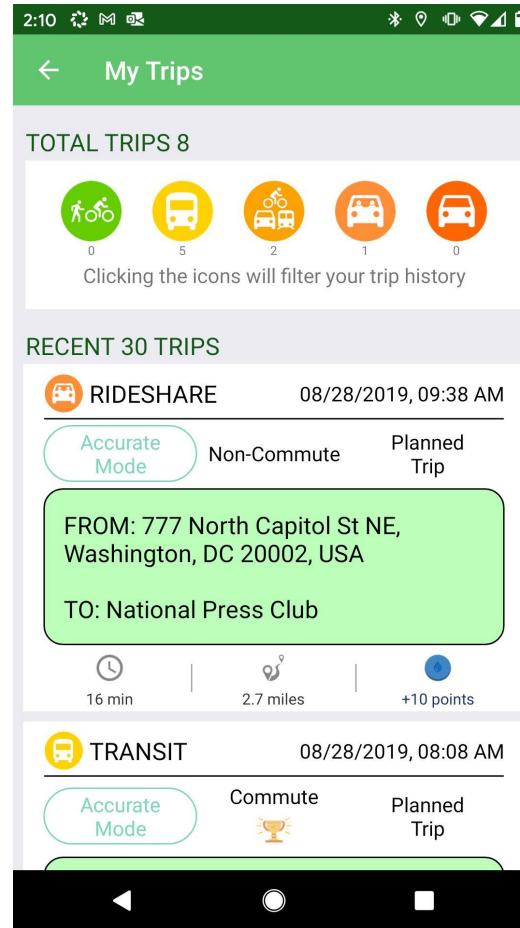 2:10
My Trips
TOTAL TRIPS 8
0 5 2 1 0
Clicking the icons will filter your trip history
RECENT 30 TRIPS
RIDESHARE 08/28/2019, 09:38 AM
Accurate Mode Non-Commute Planned Trip
FROM: 777 North Capitol St NE,
Washington, DC 20002, USA
TO: National Press Club
16 min 2.7 miles +10 points
TRANSIT 08/28/2019, 08:08 AM
Accurate Mode Commute Planned Trip